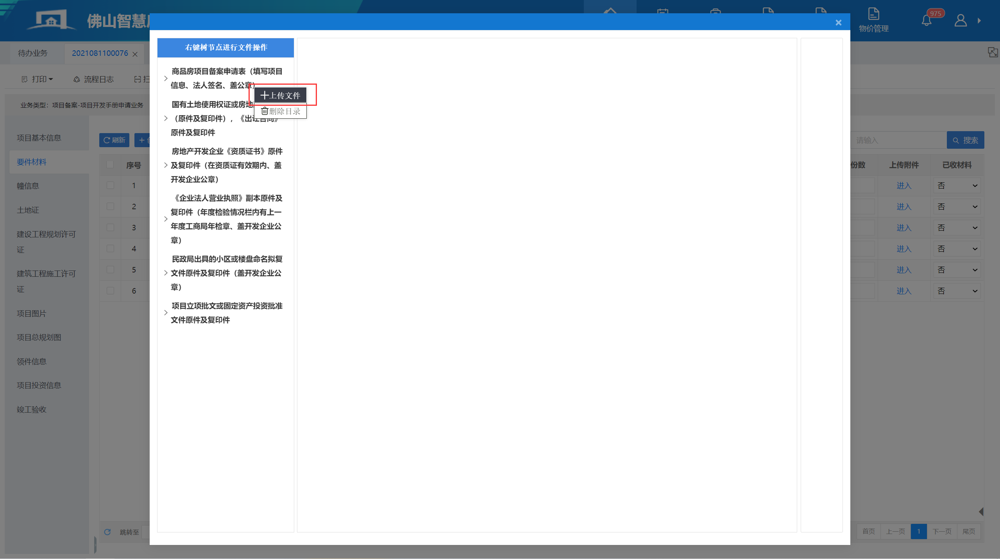 佛山智慧
物价管理
975
待办业务
2021081100076
打印
流程日志
业务类型：项目备案-项目开发手册申请业务
项目基本信息
要件材料
幢信息
土地证
建设工程规划许可
证
建筑工程施工许可
证
项目图片
项目总规划图
领件信息
项目投资信息
竣工验收
刷新
序号
1
2
3
4
5
6
跳转至
右键树节点进行文件操作
商品房项目备案申请表（填写项目
信息、法人签名、盖公章）
上传文件
删除目录
国有土地使用权证或房地
（原件及复印件），《出让合同》
原件及复印件
房地产开发企业《资质证书》原件
及复印件（在资质证有效期内、盖
开发企业公章）
《企业法人营业执照》副本原件及
复印件（年度检验情况栏内有上一
年度工商局年检章、盖开发企业公
章）
民政局出具的小区或楼盘命名拟复
文件原件及复印件（盖开发企业公
章）
项目立项批文或固定资产投资批准
文件原件及复印件
请输入
搜索
份数
上传附件
已收材料
进入
否
进入
否
进入
否
进入
否
进入
否
进入
否
首页
上一页
1
下一页
尾页